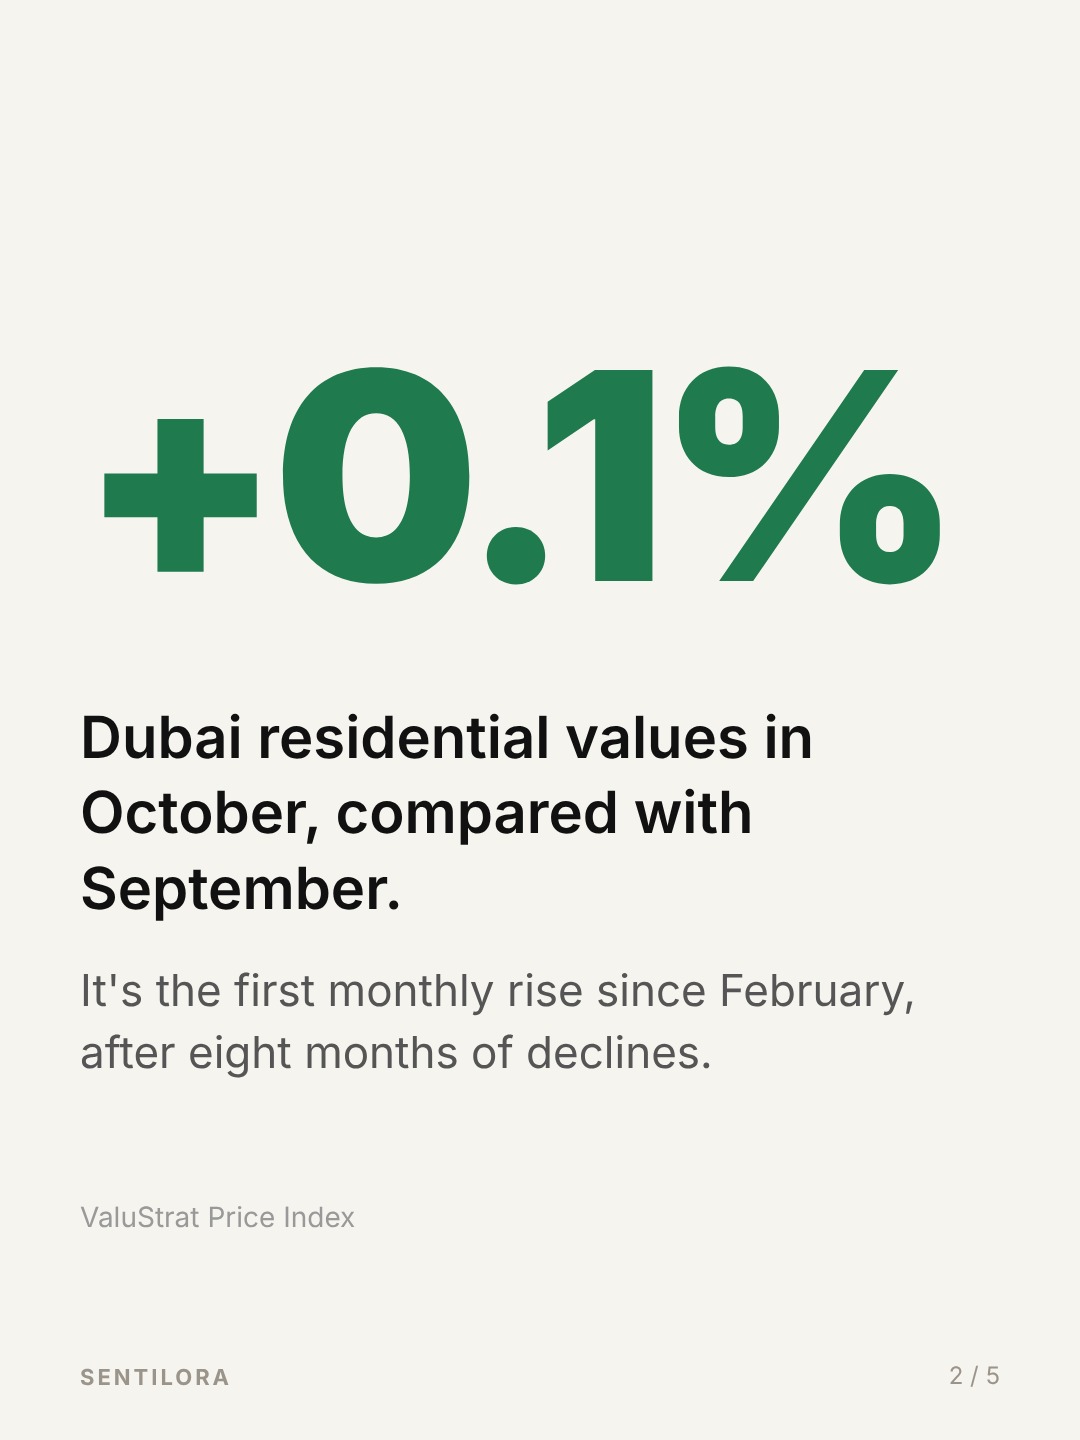 +0.1%
Dubai residential values in
October, compared with
September.
It's the first monthly rise since February,
after eight months of declines.
ValuStrat Price Index
SENTILORA
2 / 5